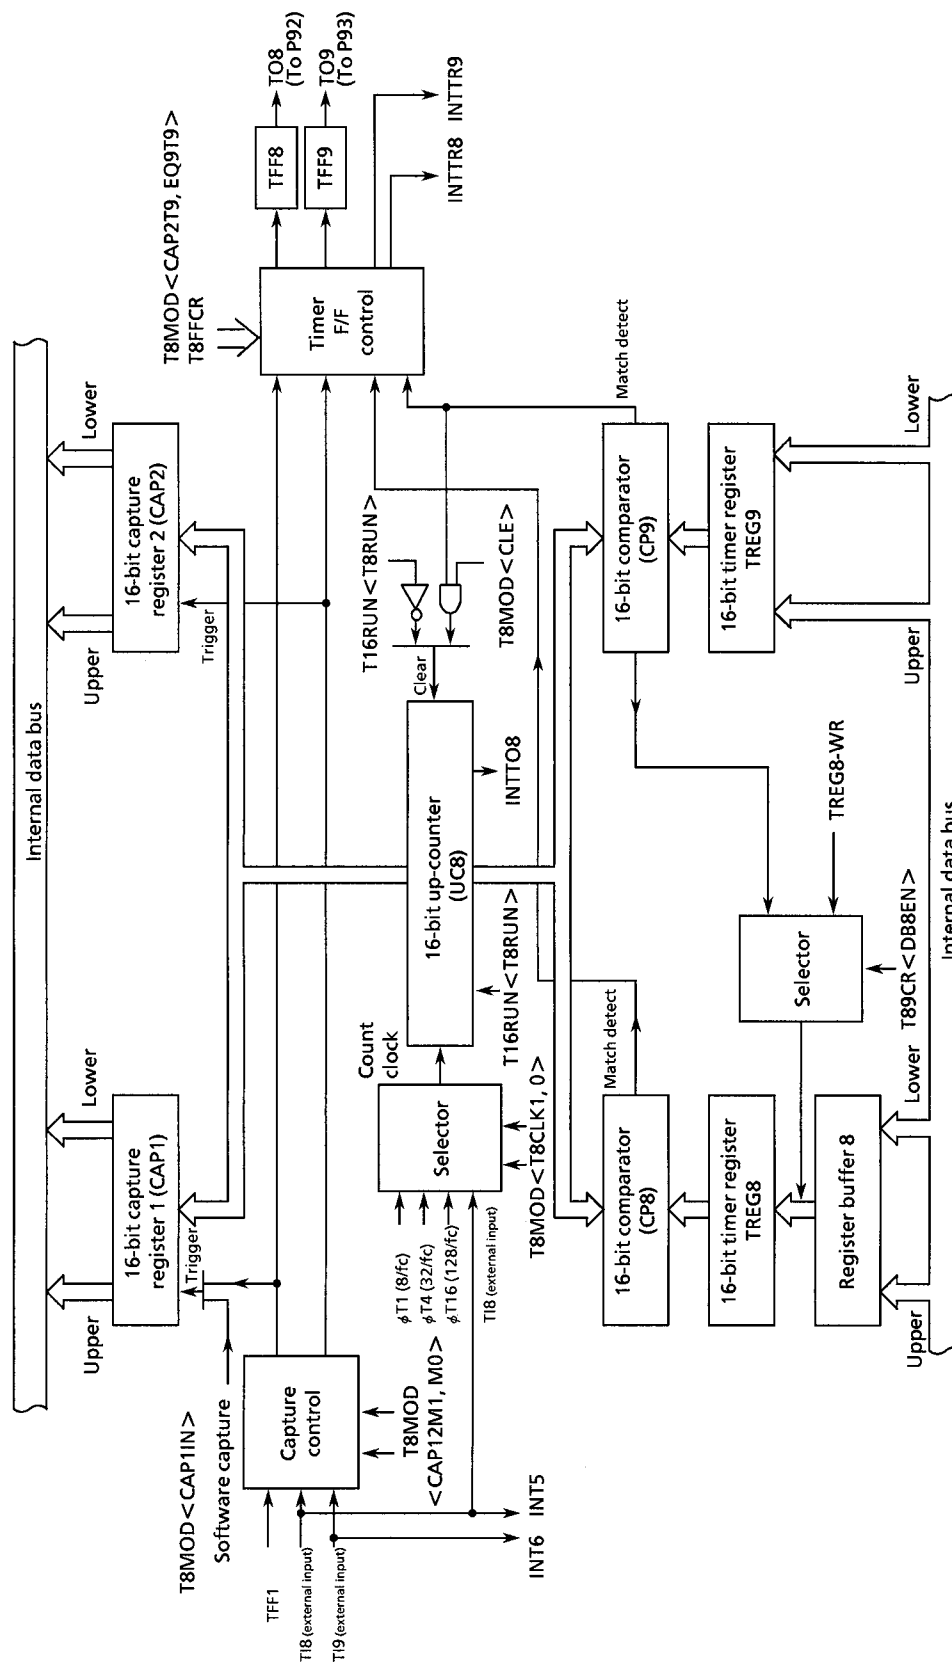 Internal data bus
Upper
Lower
Upper
Lower
16-bit capture
register 1 (CAP1)
16-bit capture
register 2 (CAP2)
T8MOD<CAP1IN>
Software capture
Trigger
Trigger
T8MOD<CAP2T9, EQ9T9>
T8FFCR
TFF1
TI8 (external input)
TI9 (external input)
Capture
control
T8MOD
<CAP12M1, M0>
INT6
INT5
Timer
F/F
control
TFF8
TFF9
TO8
(To P92)
TO9
(To P93)
INTTR8
INTTR9
ϕT1 (8/fc)
ϕT4 (32/fc)
ϕT16 (128/fc)
TI8 (external input)
Selector
T8MOD<T8CLK1, 0>
Count
clock
16-bit up-counter
(UC8)
T16RUN<T8RUN>
INTTO8
Clear
T16RUN<T8RUN>
T8MOD<CLE>
Match detect
Match detect
16-bit comparator
(CP8)
16-bit comparator
(CP9)
16-bit timer register
TREG8
16-bit timer register
TREG9
Register buffer 8
Selector
TREG8-WR
T89CR<DB8EN>
Upper
Lower
Upper
Lower
Internal data bus